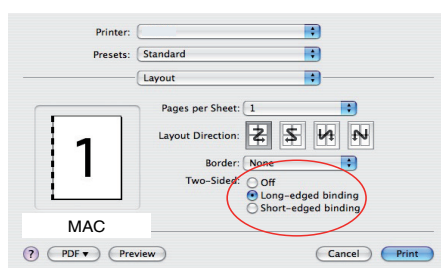 Printer:
Presets: Standard
Layout
Pages per Sheet: 1
Layout Direction:
Border: None
Two-Sided: Off
Long-edged binding
Short-edged binding
1
MAC
? PDF▼ Preview Cancel Print